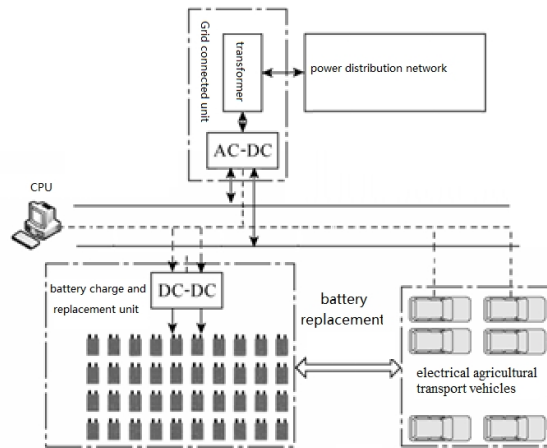 Grid connected unit
transformer
power distribution network
AC-DC
CPU
battery charge and
replacement unit
DC-DC
battery
replacement
electrical agricultural
transport vehicles